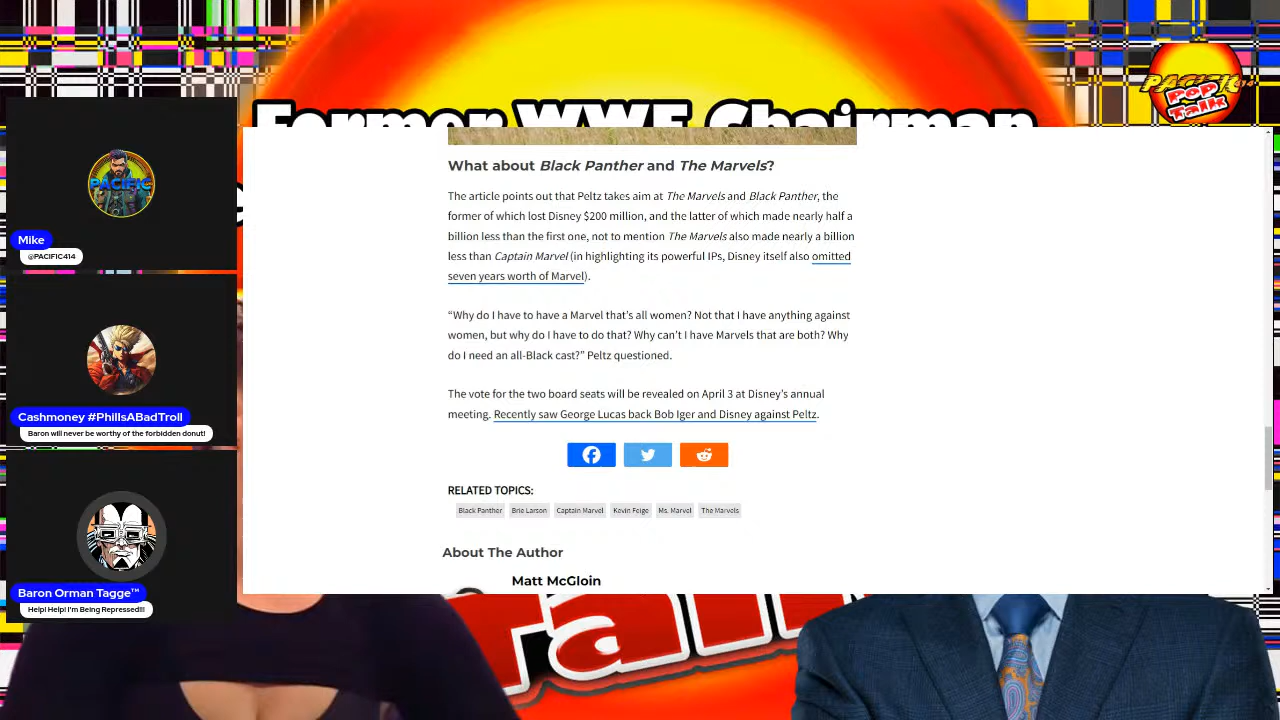 Former WWE Chairman
PACIFIC414
Pop
Talk
PACIFIC
Mike
@PACIFIC414
Cashmoney #PhilIsABadTroll
Baron will never be worthy of the forbidden donut!
Baron Orman Tagge™
Help! Help! I'm Being Repressed!!!
What about Black Panther and The Marvels?
The article points out that Peltz takes aim at The Marvels and Black Panther, the
former of which lost Disney $200 million, and the latter of which made nearly half a
billion less than the first one, not to mention The Marvels also made nearly a billion
less than Captain Marvel (in highlighting its powerful IPs, Disney itself also omitted
seven years worth of Marvel).
“Why do I have to have a Marvel that’s all women? Not that I have anything against
women, but why do I have to do that? Why can’t I have Marvels that are both? Why
do I need an all-Black cast?” Peltz questioned.
The vote for the two board seats will be revealed on April 3 at Disney’s annual
meeting. Recently saw George Lucas back Bob Iger and Disney against Peltz.
RELATED TOPICS:
Black Panther Brie Larson Captain Marvel Kevin Feige Ms. Marvel The Marvels
About The Author
Matt McGloin